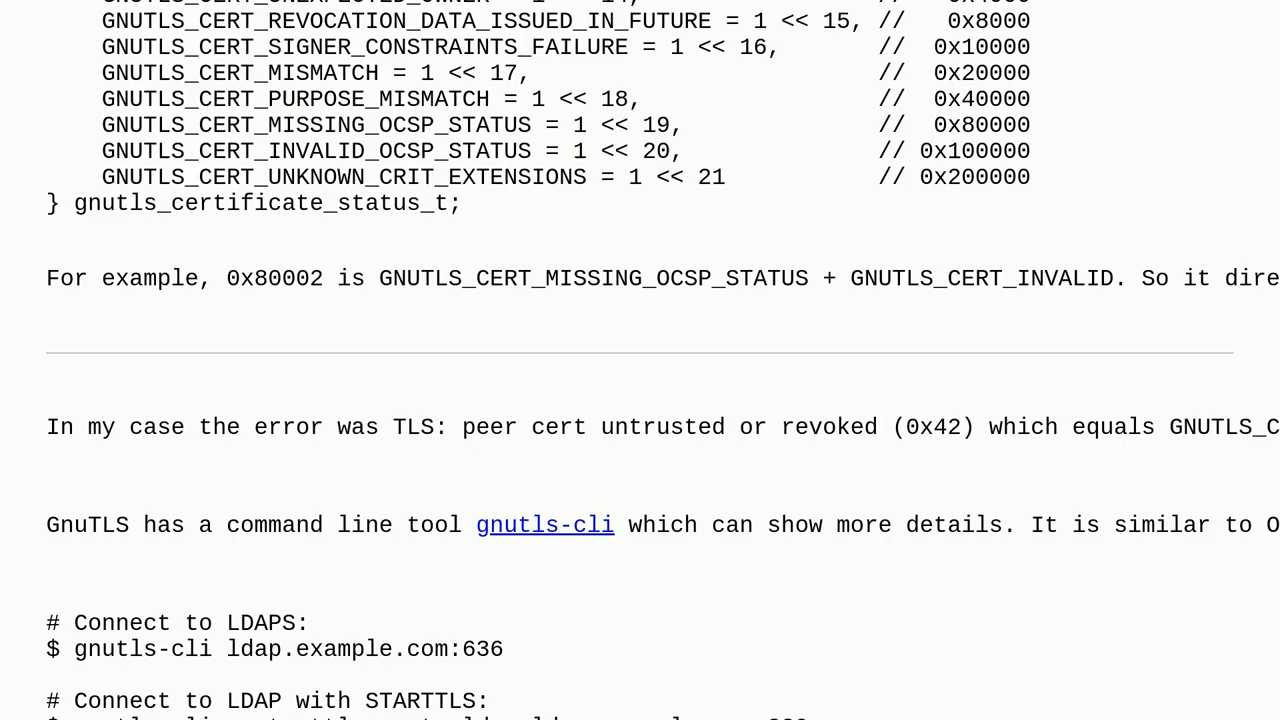 GNUTLS_CERT_REVOCATION_DATA_ISSUED_IN_FUTURE = 1 << 15, //   0x8000
    GNUTLS_CERT_SIGNER_CONSTRAINTS_FAILURE = 1 << 16,       //  0x10000
    GNUTLS_CERT_MISMATCH = 1 << 17,                         //  0x20000
    GNUTLS_CERT_PURPOSE_MISMATCH = 1 << 18,                 //  0x40000
    GNUTLS_CERT_MISSING_OCSP_STATUS = 1 << 19,              //  0x80000
    GNUTLS_CERT_INVALID_OCSP_STATUS = 1 << 20,              // 0x100000
    GNUTLS_CERT_UNKNOWN_CRIT_EXTENSIONS = 1 << 21           // 0x200000
} gnutls_certificate_status_t;
For example, 0x80002 is GNUTLS_CERT_MISSING_OCSP_STATUS + GNUTLS_CERT_INVALID. So it dire
In my case the error was TLS: peer cert untrusted or revoked (0x42) which equals GNUTLS_C
GnuTLS has a command line tool gnutls-cli which can show more details. It is similar to O
# Connect to LDAPS:
$ gnutls-cli ldap.example.com:636
# Connect to LDAP with STARTTLS: